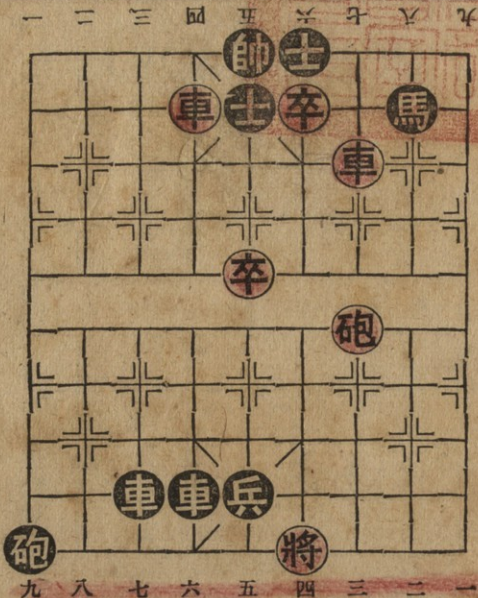 一 二 三 四 五 六 七 八 九
帥 士
車 士 卒 馬
車
卒
砲
車 車 兵
砲 將
九 八 七 六 五 四 三 二 一